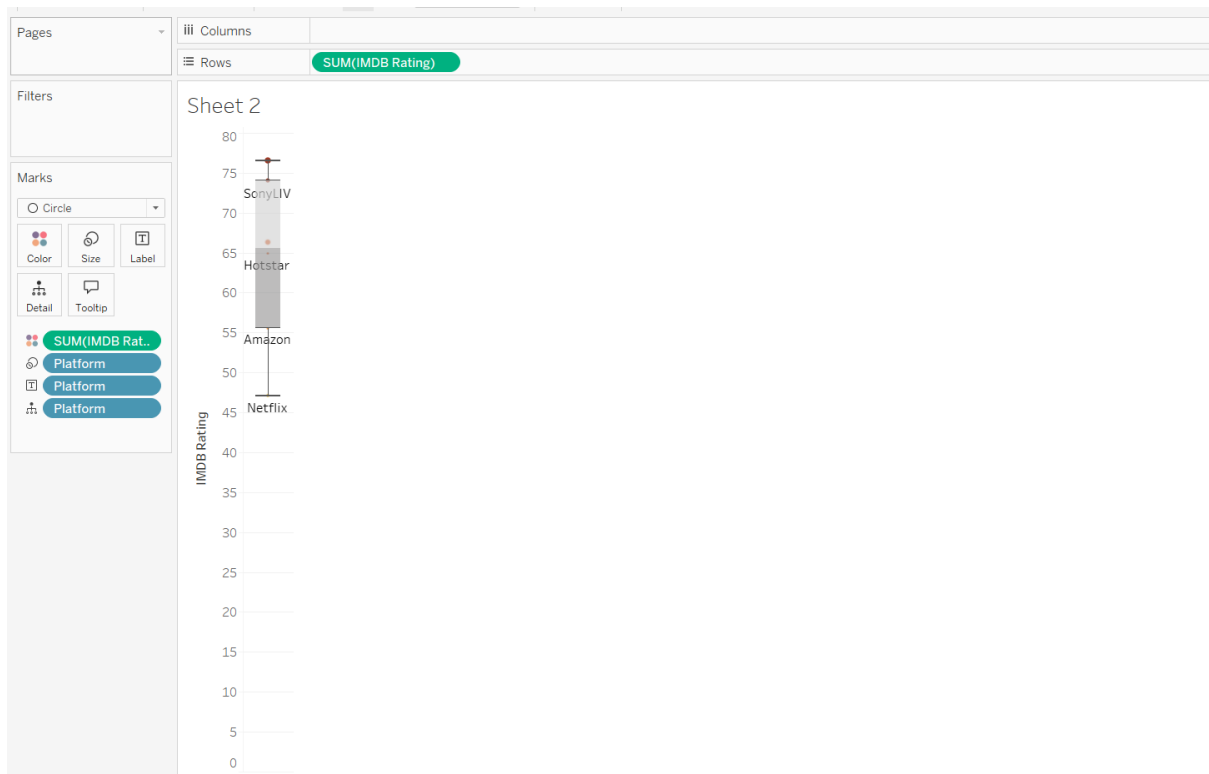 Pages
Columns
Rows
SUM(IMDB Rating)
Filters
Marks
Circle
Color
Size
Label
Detail
Tooltip
SUM(IMDB Rat..
Platform
Platform
Platform
Sheet 2
80
75
70
65
60
55
50
45
40
35
30
25
20
15
10
5
0
IMDB Rating
SonyLIV
Hotstar
Amazon
Netflix